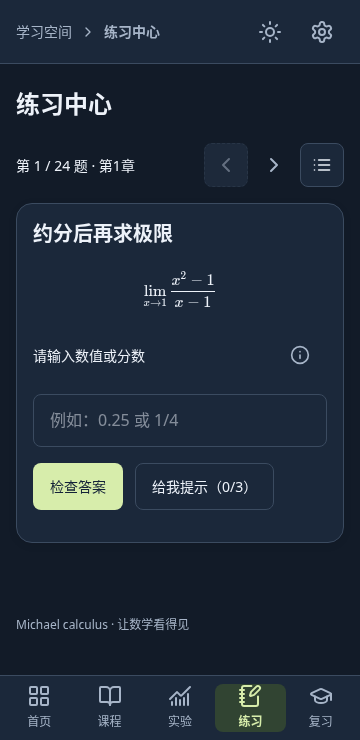 学习空间 > 练习中心
练习中心
第 1 / 24 题 · 第1章
约分后再求极限
lim x→1 (x² − 1)/(x − 1)
请输入数值或分数
例如：0.25 或 1/4
检查答案 给我提示（0/3）
Michael calculus · 让数学看得见
首页 课程 实验 练习 复习